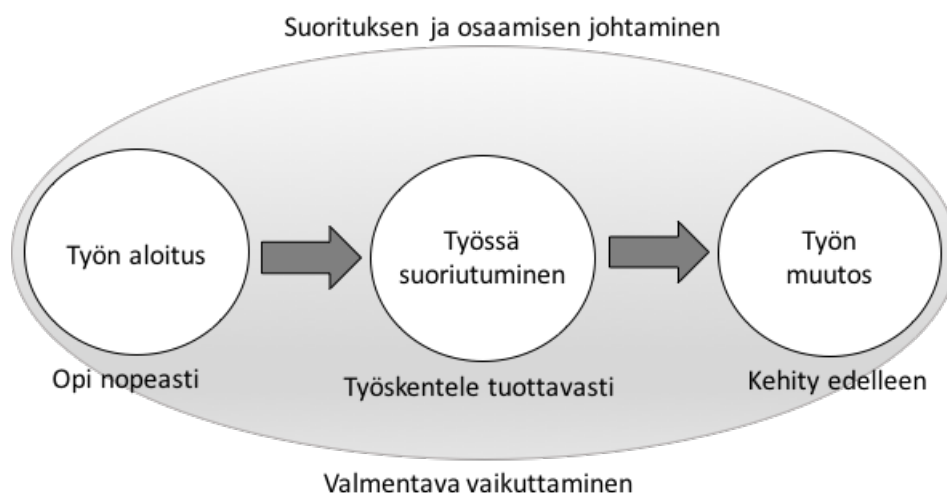 Suorituksen ja osaamisen johtaminen
Työn aloitus
Työssä
suoriutuminen
Työn
muutos
Opi nopeasti
Työskentele tuottavasti
Kehity edelleen
Valmentava vaikuttaminen